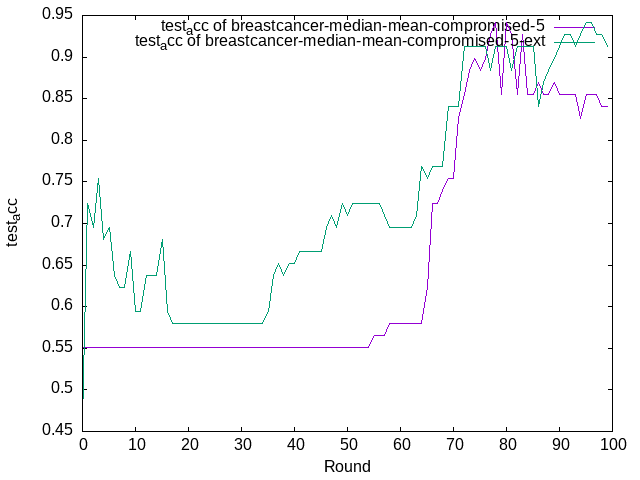 0.95
test_acc of breastcancer-median-mean-compromised-5
test_acc of breastcancer-median-mean-compromised-5-ext
0.9
0.85
0.8
0.75
0.7
0.65
0.6
0.55
0.5
0.45
test_acc
0 10 20 30 40 50 60 70 80 90 100
Round